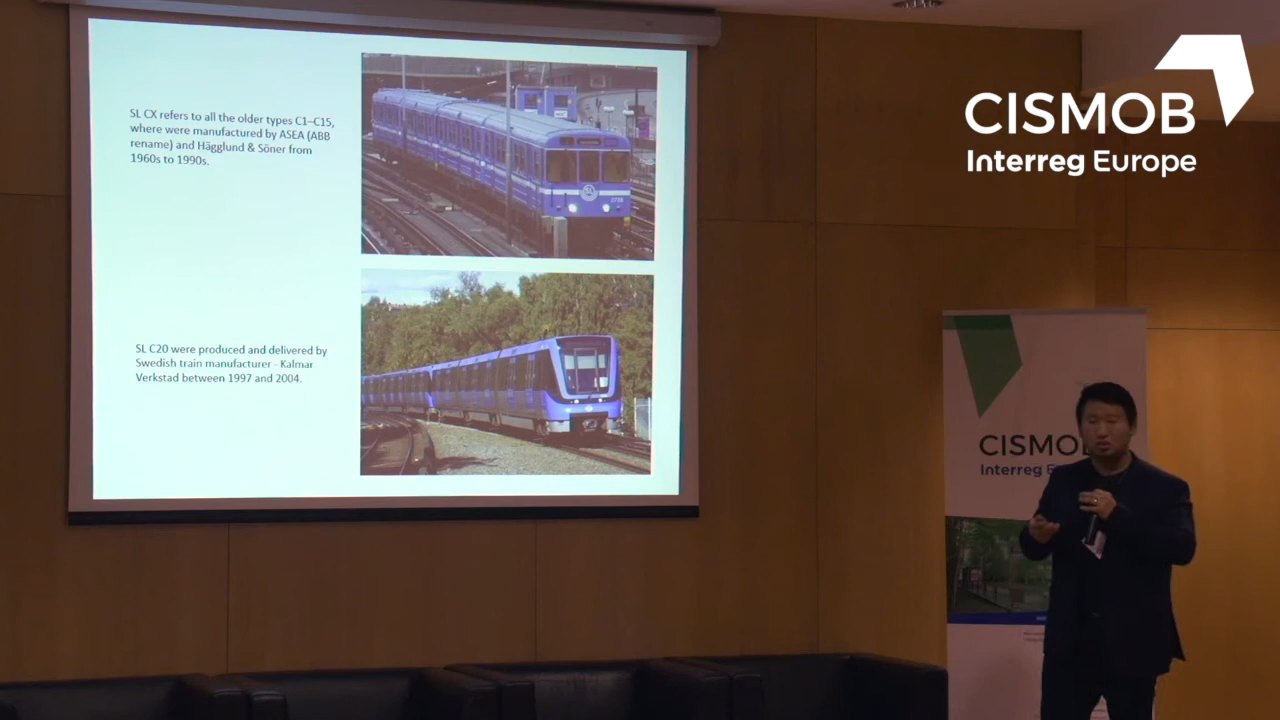 SL CX refers to all the older types C1–C15,
where were manufactured by ASEA (ABB
rename) and Hägglund & Söner from
1960s to 1990s.
SL C20 were produced and delivered by
Swedish train manufacturer - Kalmar
Verkstad between 1997 and 2004.
CISMOB
Interreg Europe
CISMO
Interreg E